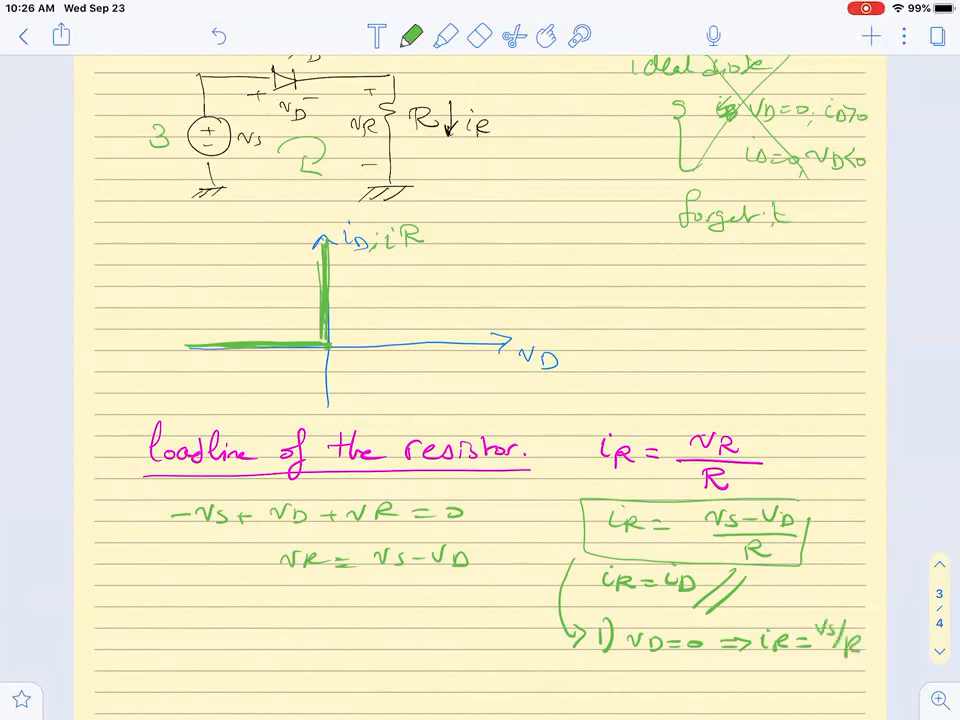 10:26 AM Wed Sep 23
99%
T
D
ideal diode
+ vD −
+
3
+
−
vs
vR
R
iR
−
vD=0; iD>0
iD=0 vD<0
forget it
iD; iR
vD
loadline of the resistor.
iR = vR/R
−vs + vD + vR = 0
iR = vs−vD/R
vR = vs−vD
iR = iD
1) vD=0 => iR = vs/R
3
/
4